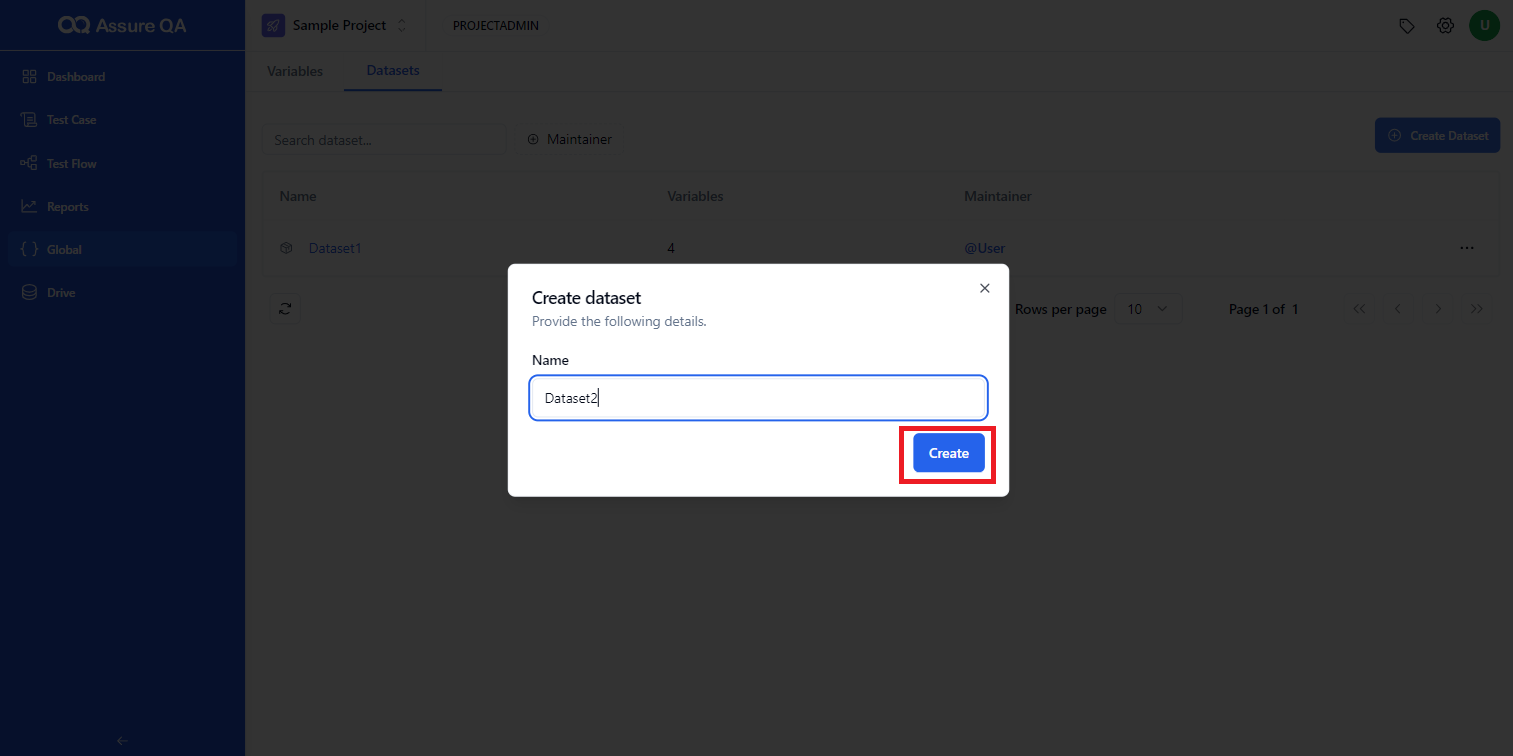 Assure QA
Sample Project
PROJECTADMIN
U
Dashboard
Test Case
Test Flow
Reports
Global
Drive
Variables
Datasets
Search dataset...
Maintainer
Create Dataset
Name Variables Maintainer
Dataset1 4 @User
Rows per page 10 Page 1 of 1
Create dataset
Provide the following details.
Name
Dataset2
Create